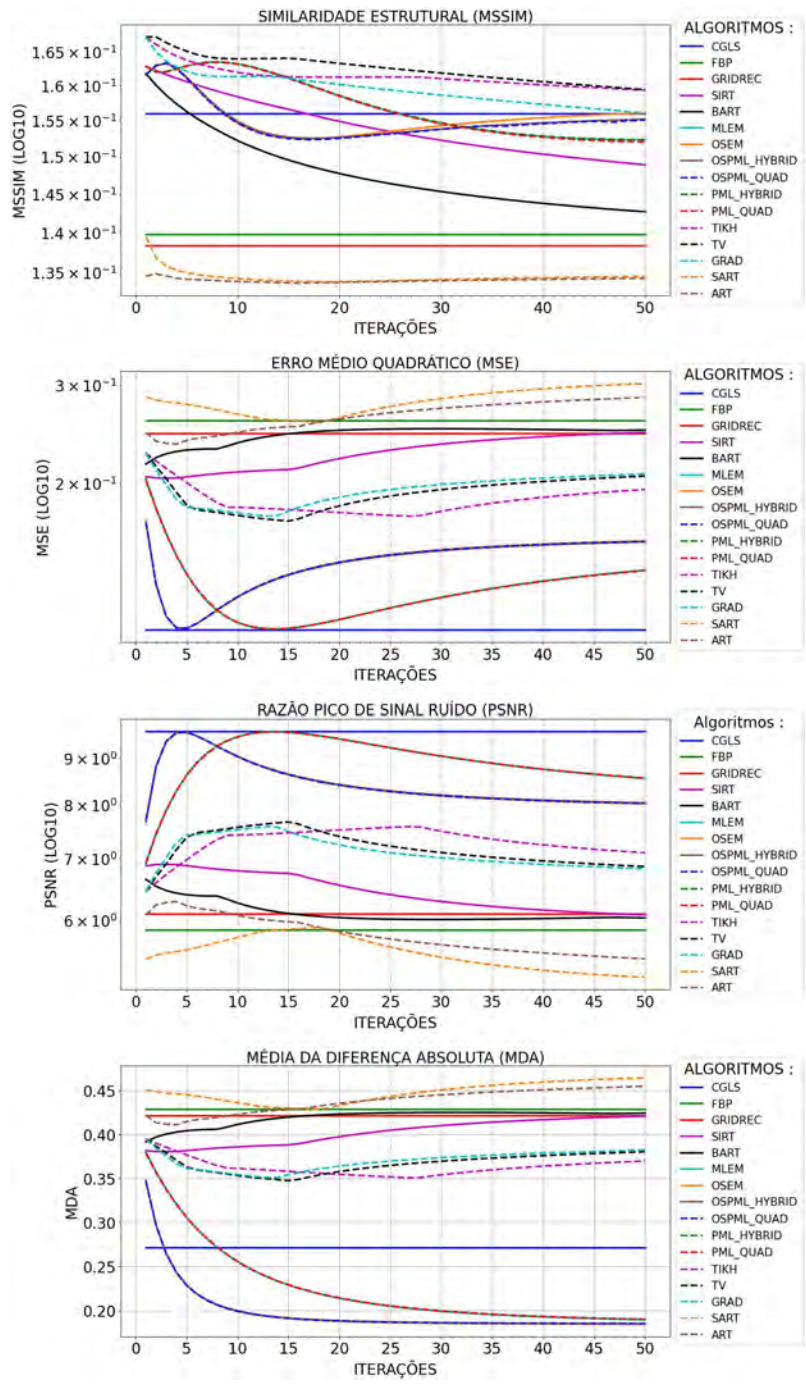 SIMILARIDADE ESTRUTURAL (MSSIM)
MSSIM (LOG10)
1.65 × 10⁻¹
1.6 × 10⁻¹
1.55 × 10⁻¹
1.5 × 10⁻¹
1.45 × 10⁻¹
1.4 × 10⁻¹
1.35 × 10⁻¹
0 5 10 15 20 25 30 35 40 45 50
ITERAÇÕES
ALGORITMOS :
CGLS
FBP
GRIDREC
SIRT
BART
MLEM
OSEM
OSPML_HYBRID
OSPML_QUAD
PML_HYBRID
PML_QUAD
TIKH
TV
GRAD
SART
ART
ERRO MÉDIO QUADRÁTICO (MSE)
MSE (LOG10)
3 × 10⁻¹
2 × 10⁻¹
0 5 10 15 20 25 30 35 40 45 50
ITERAÇÕES
ALGORITMOS :
CGLS
FBP
GRIDREC
SIRT
BART
MLEM
OSEM
OSPML_HYBRID
OSPML_QUAD
PML_HYBRID
PML_QUAD
TIKH
TV
GRAD
SART
ART
RAZÃO PICO DE SINAL RUÍDO (PSNR)
PSNR (LOG10)
9 × 10⁰
8 × 10⁰
7 × 10⁰
6 × 10⁰
0 5 10 15 20 25 30 35 40 45 50
ITERAÇÕES
Algoritmos :
CGLS
FBP
GRIDREC
SIRT
BART
MLEM
OSEM
OSPML_HYBRID
OSPML_QUAD
PML_HYBRID
PML_QUAD
TIKH
TV
GRAD
SART
ART
MÉDIA DA DIFERENÇA ABSOLUTA (MDA)
MDA
0.45
0.40
0.35
0.30
0.25
0.20
0 5 10 15 20 25 30 35 40 45 50
ITERAÇÕES
ALGORITMOS :
CGLS
FBP
GRIDREC
SIRT
BART
MLEM
OSEM
OSPML_HYBRID
OSPML_QUAD
PML_HYBRID
PML_QUAD
TIKH
TV
GRAD
SART
ART